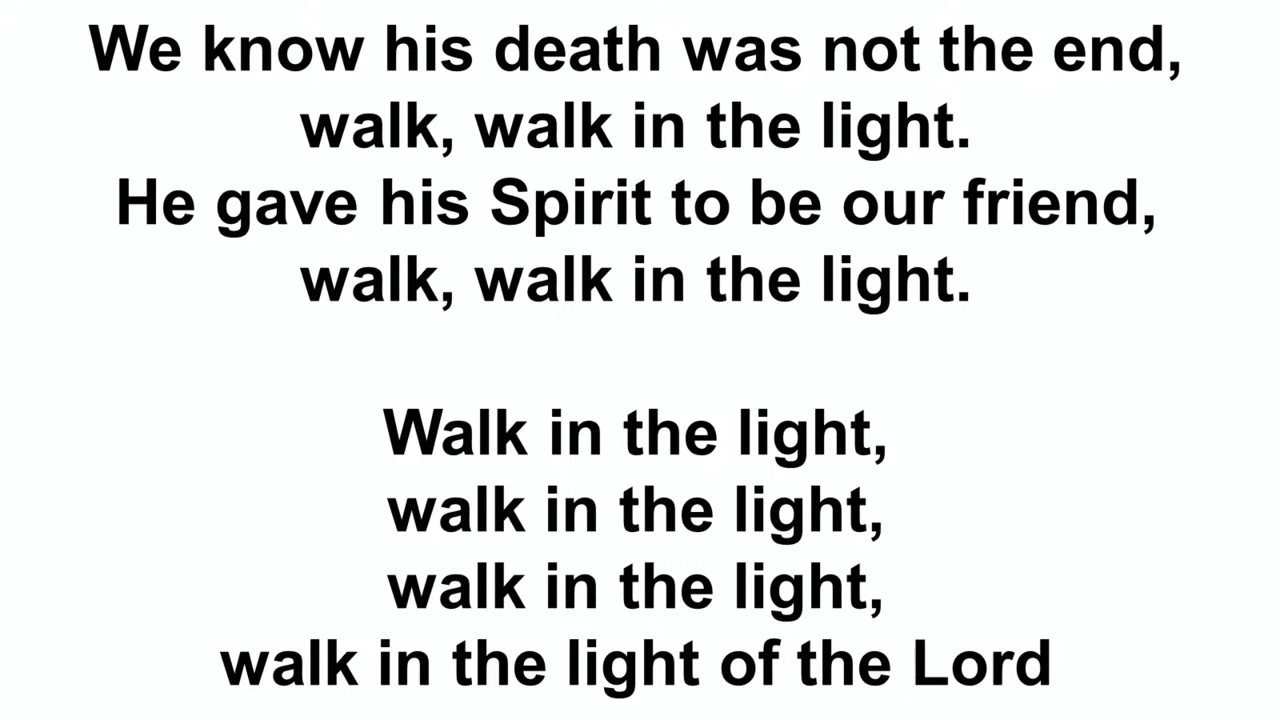 We know his death was not the end,
walk, walk in the light.
He gave his Spirit to be our friend,
walk, walk in the light.
Walk in the light,
walk in the light,
walk in the light,
walk in the light of the Lord